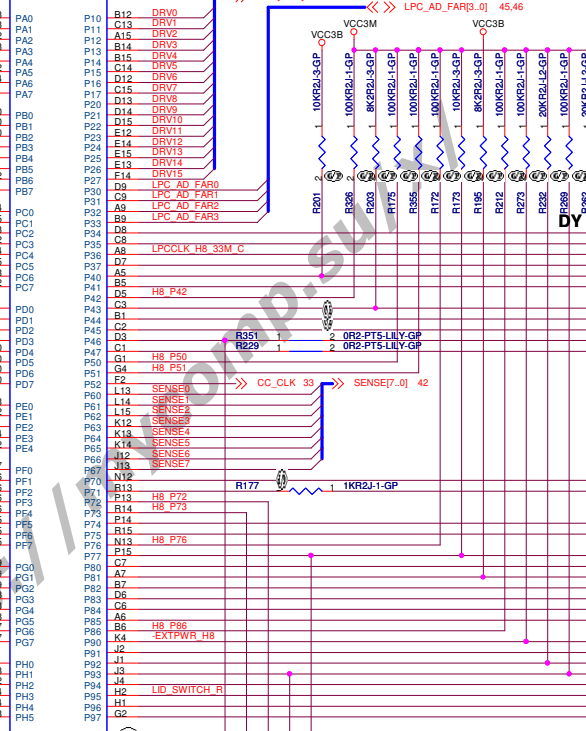 LPC_AD_FAR[3..0] 45,46
VCC3B
VCC3M
VCC3B
10KR2J-3-GP
100KR2J-1-GP
8K2R2J-3-GP
100KR2J-1-GP
100KR2J-1-GP
100KR2J-1-GP
10KR2J-3-GP
8K2R2J-3-GP
100KR2J-1-GP
100KR2J-1-GP
20KR2J-L2-GP
100KR2J-1-GP
R201
R326
R203
R175
R355
R172
R173
R195
R212
R272
R232
R269
DY
PA0
PA1
PA2
PA3
PA4
PA5
PA6
PA7
PB0
PB1
PB2
PB3
PB4
PB5
PB6
PB7
PC0
PC1
PC2
PC3
PC4
PC5
PC6
PC7
PD0
PD1
PD2
PD3
PD4
PD5
PD6
PD7
PE0
PE1
PE2
PE3
PE4
PF0
PF1
PF2
PF3
PF4
PF5
PF6
PF7
PG0
PG1
PG2
PG3
PG4
PG5
PG6
PG7
PH0
PH1
PH2
PH3
PH4
PH5
P10 B12 DRV0
P11 C13 DRV1
P12 A15 DRV2
P13 B14 DRV3
P14 B15 DRV4
P15 C14 DRV5
P16 D12 DRV6
P17 C15 DRV7
P20 D13 DRV8
P21 D14 DRV9
P22 D15 DRV10
P23 E12 DRV11
P24 E14 DRV12
P25 E15 DRV13
P26 E13 DRV14
P27 F14 DRV15
P30 D9 LPC_AD_FAR0
P31 C9 LPC_AD_FAR1
P32 A9 LPC_AD_FAR2
P33 B9 LPC_AD_FAR3
P34 D8
P35 C8
P36 A8 LPCCLK_H8_33M_C
P37 D7
P40 A5
P41 B5
P42 D5 H8_P42
P43 C3
P44 B1
P45 C2
P46 D3 R351 1 2 0R2-PT5-LILY-GP
P47 C1 R229 1 2 0R2-PT5-LILY-GP
P50 G1 H8_P50
P51 G4 H8_P51
P52 F2 CC_CLK 33 SENSE[7..0] 42
P60 L13 SENSE0
P61 L14 SENSE1
P62 L15 SENSE2
P63 K12 SENSE3
P64 K13 SENSE4
P65 K14 SENSE5
P66 J12 SENSE6
P67 J13 SENSE7
P70 N12
P71 R13 R177 1 1KR2J-1-GP
P72 P13 H8_P72
P73 R14 H8_P73
P74 P14
P75 R15
P76 N13 H8_P76
P77 P15
P80 C7
P81 A7
P82 B7
P83 D6
P84 C6
P85 A6
P86 B6 H8_P86
P90 K4 -EXTPWR_H8
P91 J2
P92 J1
P93 J3
P94 J4
P95 H2 LID_SWITCH_R
P96 H1
P97 G2
://mycomp.su/x/